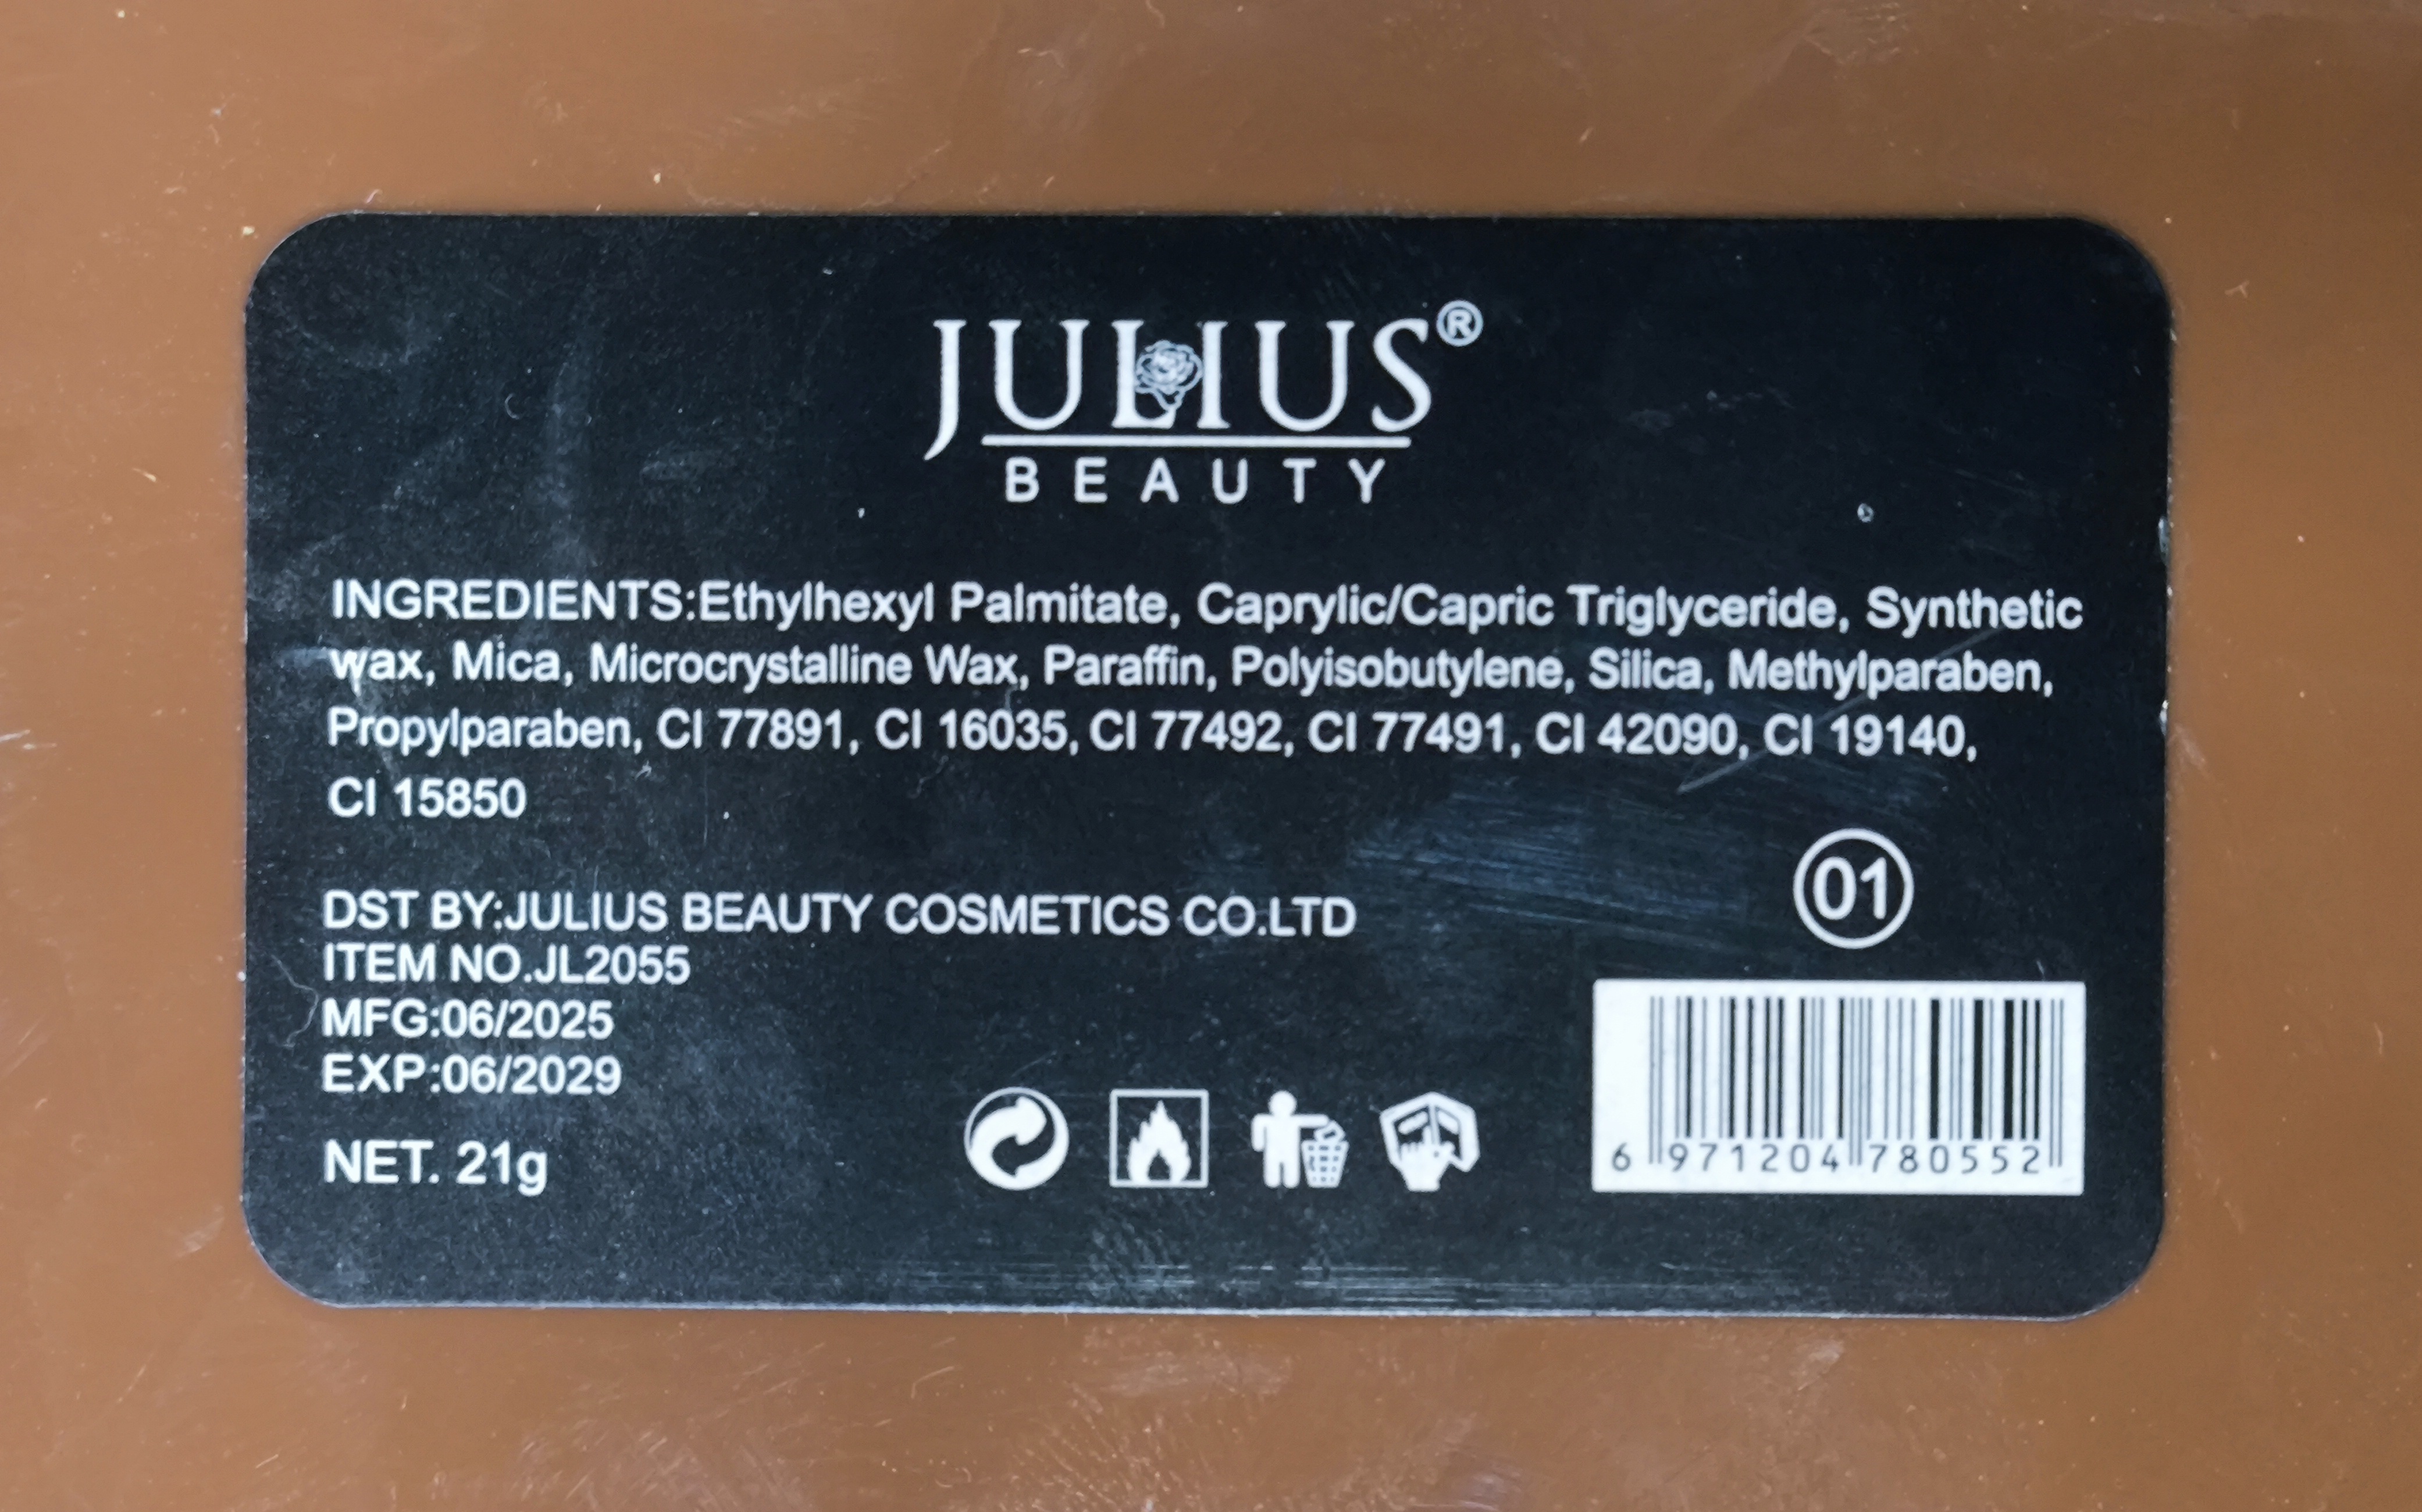 JULIUS®
BEAUTY
INGREDIENTS:Ethylhexyl Palmitate, Caprylic/Capric Triglyceride, Synthetic
wax, Mica, Microcrystalline Wax, Paraffin, Polyisobutylene, Silica, Methylparaben,
Propylparaben, CI 77891, CI 16035, CI 77492, CI 77491, CI 42090, CI 19140,
CI 15850
01
DST BY:JULIUS BEAUTY COSMETICS CO.LTD
ITEM NO.JL2055
MFG:06/2025
EXP:06/2029
NET. 21g
6 971204 780552